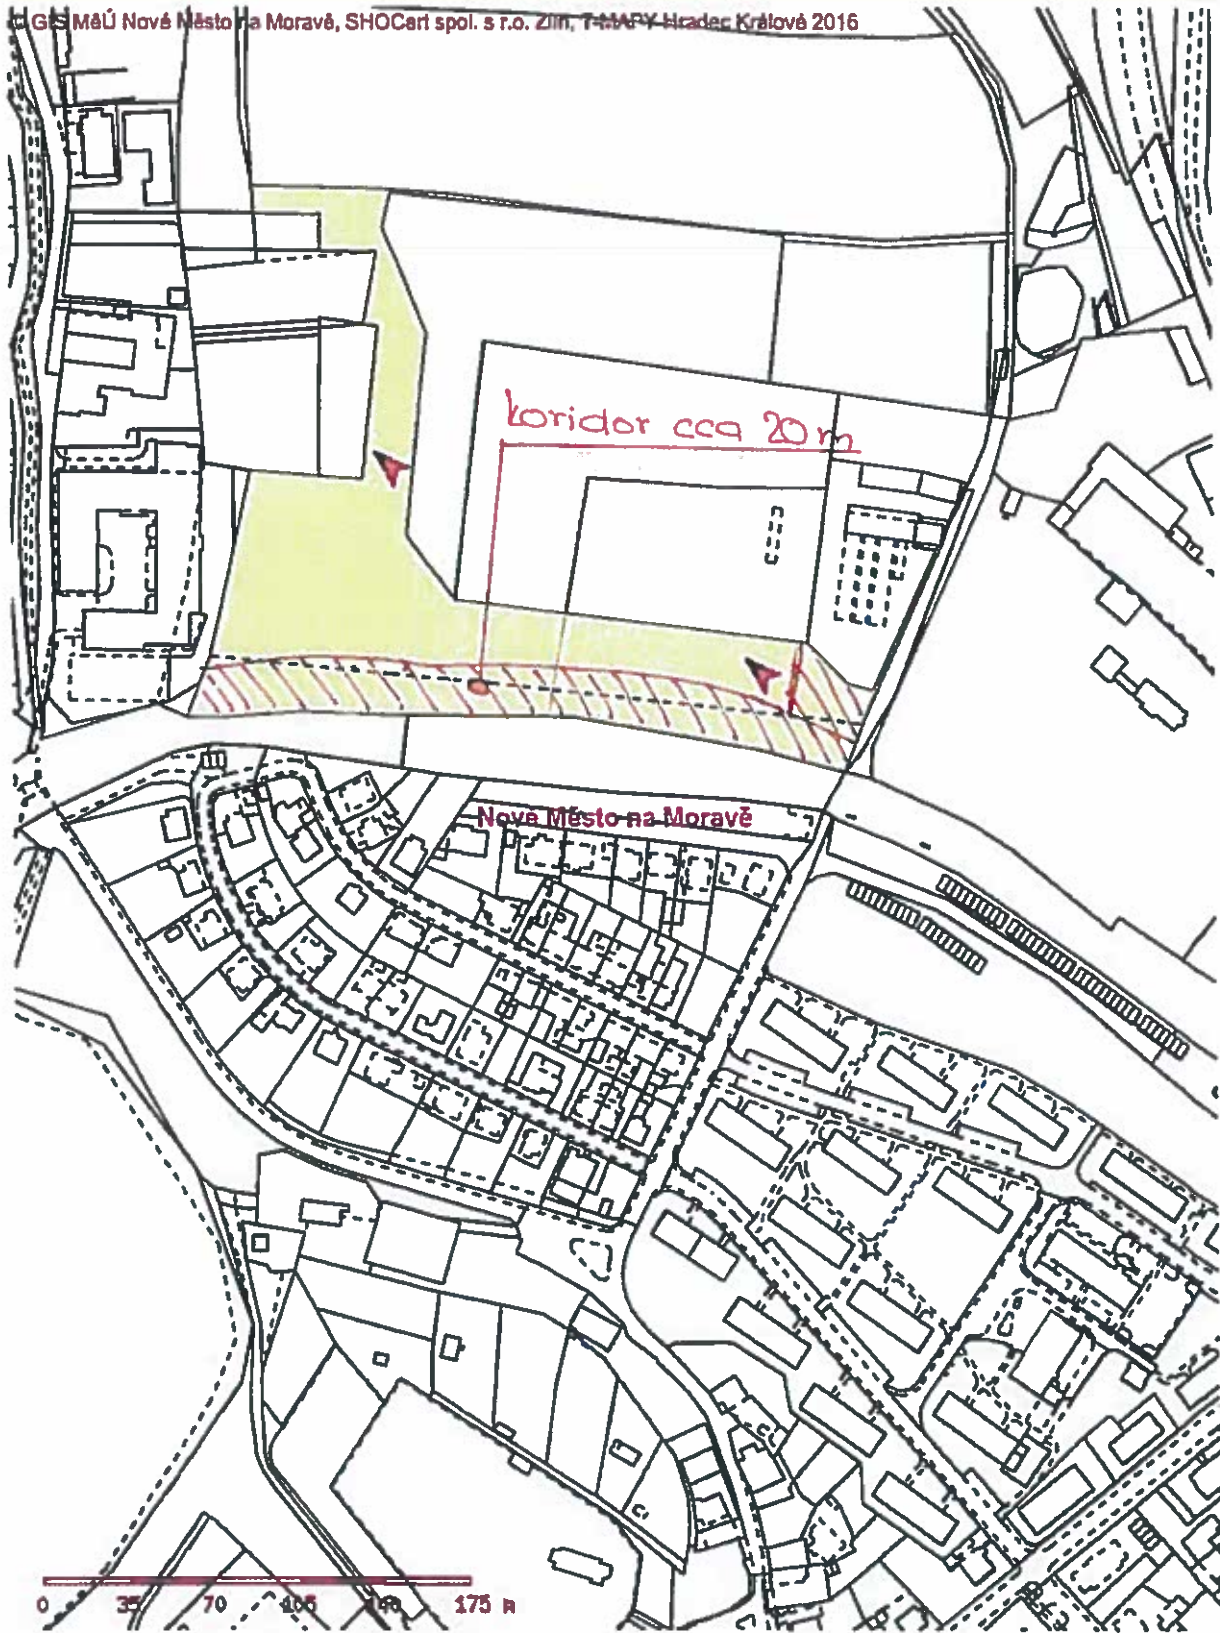 © GIS MěÚ Nové Město na Moravě, SHOCart spol. s r.o. Zlín, T-MAPY Hradec Králové 2016
koridor cca 20 m
Nové Město na Moravě
0 35 70 105 140 175 m